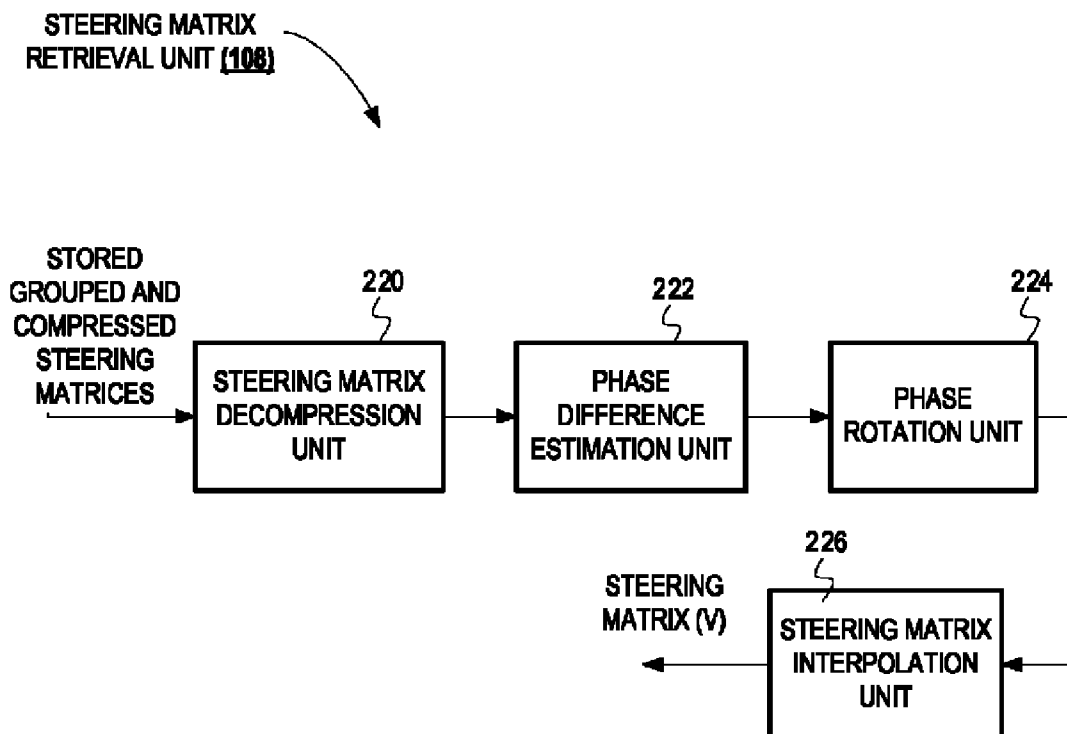 STEERING MATRIX
RETRIEVAL UNIT (108)
STORED
GROUPED AND
COMPRESSED
STEERING
MATRICES
220
STEERING MATRIX
DECOMPRESSION
UNIT
222
PHASE
DIFFERENCE
ESTIMATION UNIT
224
PHASE
ROTATION UNIT
226
STEERING MATRIX
INTERPOLATION
UNIT
STEERING
MATRIX (V)